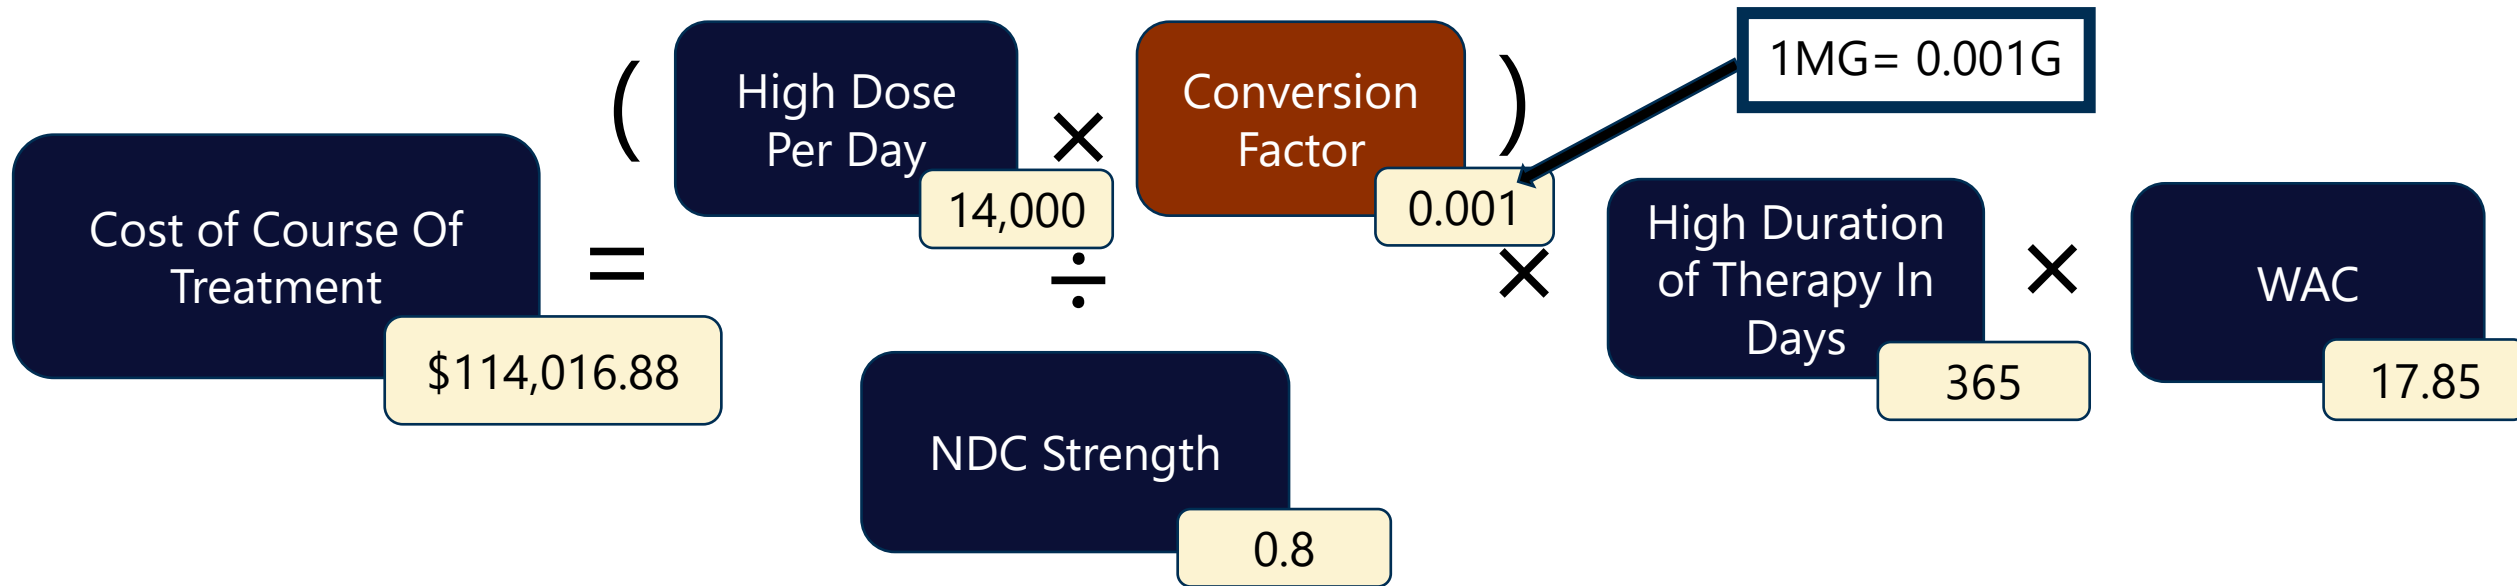 (
High Dose
Per Day
14,000
×
Conversion
Factor
0.001
)
1MG= 0.001G
Cost of Course Of
Treatment
$114,016.88
=
÷
NDC Strength
0.8
×
High Duration
of Therapy In
Days
365
×
WAC
17.85